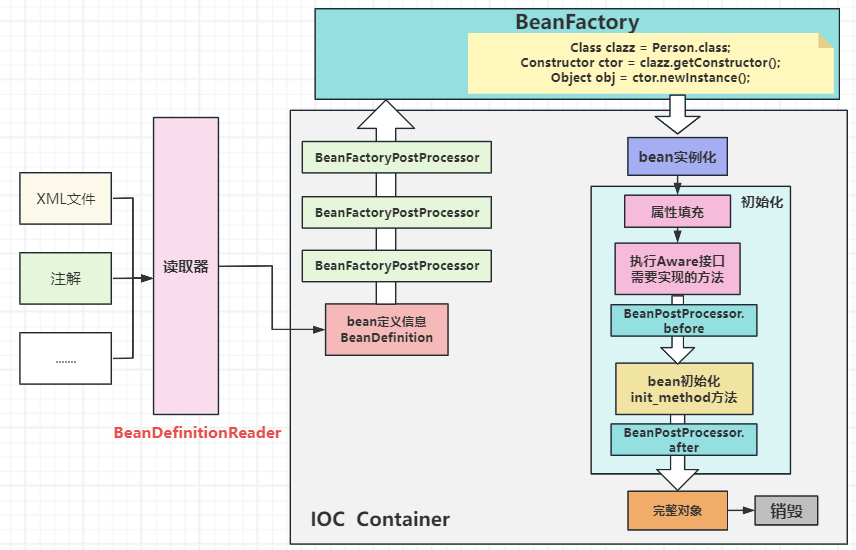 BeanFactory
Class clazz = Person.class;
Constructor ctor = clazz.getConstructor();
Object obj = ctor.newInstance();
XML文件
注解
.......
读取器
BeanDefinitionReader
BeanFactoryPostProcessor
BeanFactoryPostProcessor
BeanFactoryPostProcessor
bean定义信息
BeanDefinition
bean实例化
初始化
属性填充
执行Aware接口
需要实现的方法
BeanPostProcessor.
before
bean初始化
init_method方法
BeanPostProcessor.
after
完整对象
销毁
IOC Container